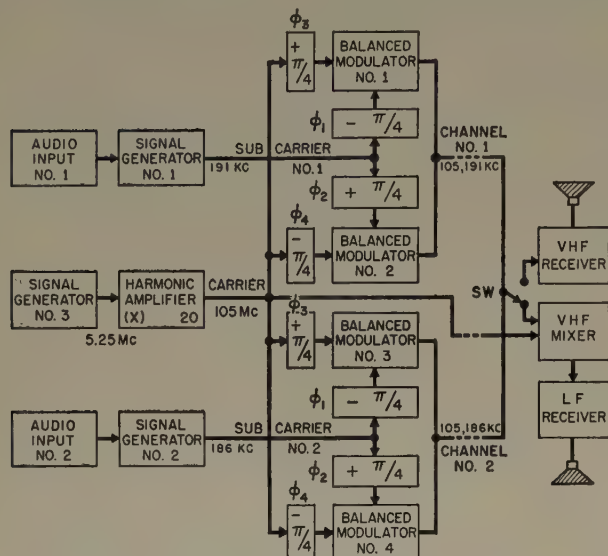 ϕ3
+ π/4
BALANCED
MODULATOR
NO. 1
ϕ1
− π/4
AUDIO
INPUT
NO. 1
SIGNAL
GENERATOR
NO. 1
SUB CARRIER
191 KC NO. 1
CHANNEL
NO. 1
105,191 KC
ϕ2
+ π/4
ϕ4
− π/4
BALANCED
MODULATOR
NO. 2
VHF
RECEIVER
SW
SIGNAL
GENERATOR
NO. 3
5.25 MC
HARMONIC
AMPLIFIER
(X) 20
CARRIER
105 MC
VHF
MIXER
ϕ3
+ π/4
BALANCED
MODULATOR
NO. 3
ϕ1
− π/4
LF
RECEIVER
AUDIO
INPUT
NO. 2
SIGNAL
GENERATOR
NO. 2
SUB CARRIER
186 KC NO. 2
105,186 KC
CHANNEL
NO. 2
ϕ2
+ π/4
ϕ4
− π/4
BALANCED
MODULATOR
NO. 4